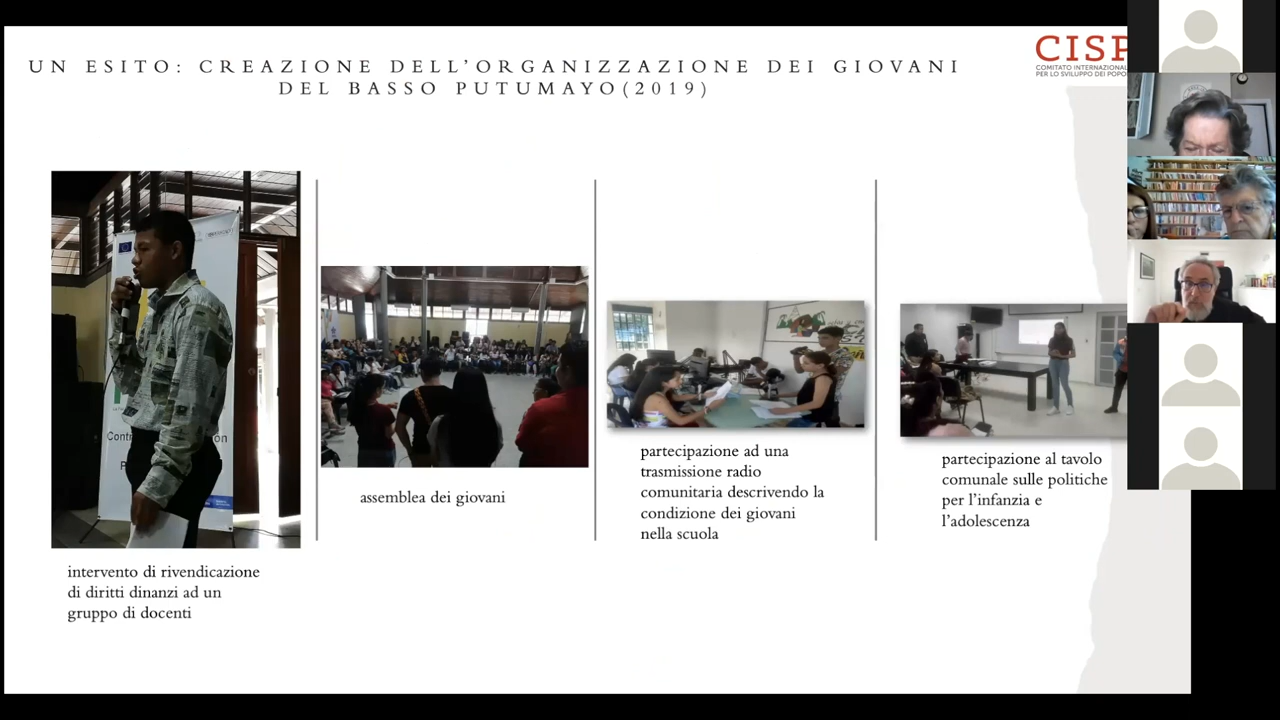 UN ESITO: CREAZIONE DELL'ORGANIZZAZIONE DEI GIOVANI
DEL BASSO PUTUMAYO(2019)
CISP
COMITATO INTERNAZIONAL
PER LO SVILUPPO DEI POPO
intervento di rivendicazione
di diritti dinanzi ad un
gruppo di docenti
assemblea dei giovani
partecipazione ad una
trasmissione radio
comunitaria descrivendo la
condizione dei giovani
nella scuola
partecipazione al tavolo
comunale sulle politiche
per l'infanzia e
l'adolescenza